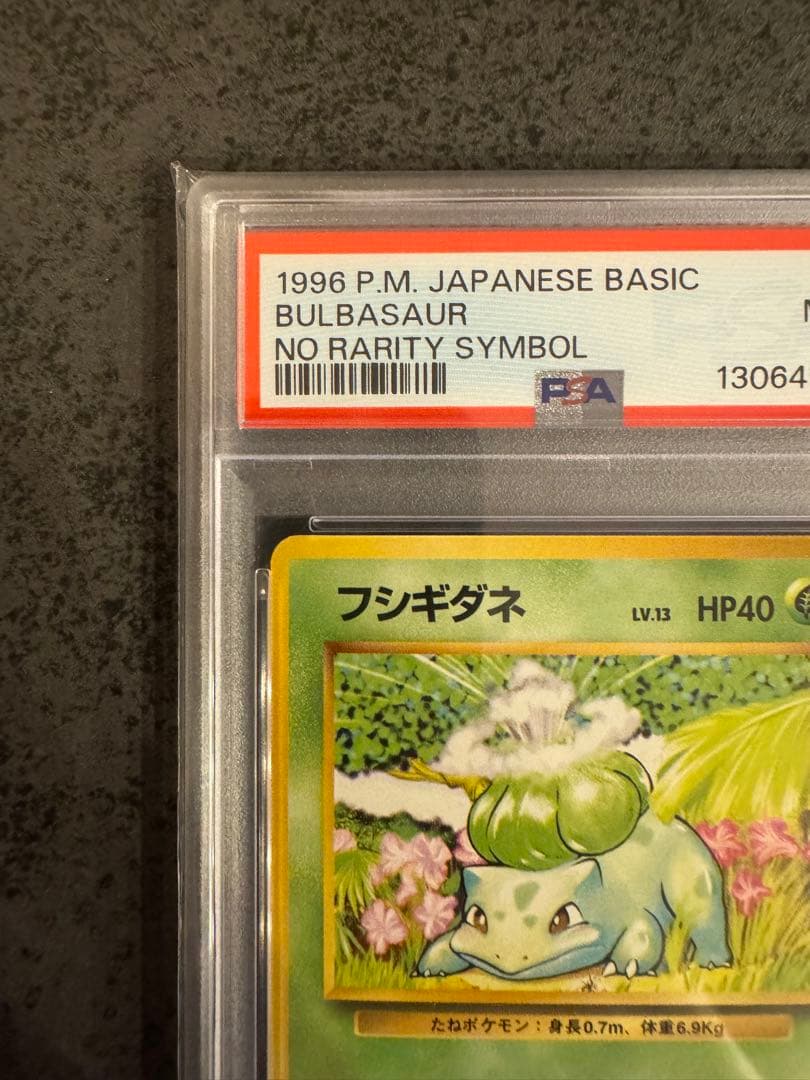 1996 P.M. JAPANESE BASIC
BULBASAUR
NO RARITY SYMBOL
PSA
13064
フシギダネ LV.13 HP40
たねポケモン：身長0.7m、体重6.9Kg